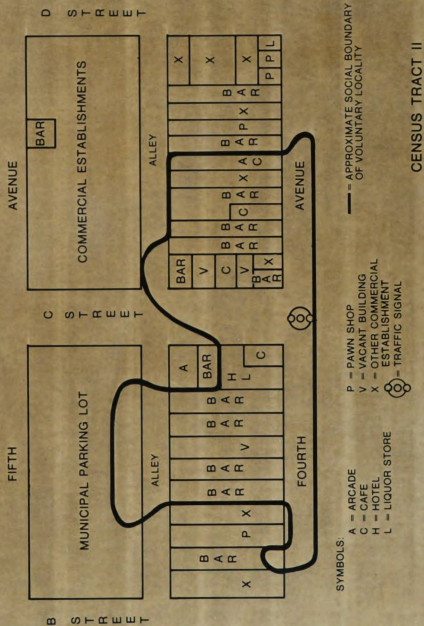 FIFTH AVENUE
B STREET
C STREET
D STREET
MUNICIPAL PARKING LOT
BAR
COMMERCIAL ESTABLISHMENTS
ALLEY
ALLEY
X
BAR
P
X
BAR
BAR
V
BAR
BAR
A
BAR
H
L
C
BAR
V
C
V
BAR
X
BAR
BAR
C
BAR
X
A
C
BAR
P
X
BAR
X
X
X
P
P
L
FOURTH AVENUE
SYMBOLS:
A = ARCADE
C = CAFE
H = HOTEL
L = LIQUOR STORE
P = PAWN SHOP
V = VACANT BUILDING
X = OTHER COMMERCIAL
ESTABLISHMENT
= TRAFFIC SIGNAL
= APPROXIMATE SOCIAL BOUNDARY
OF VOLUNTARY LOCALITY
CENSUS TRACT II